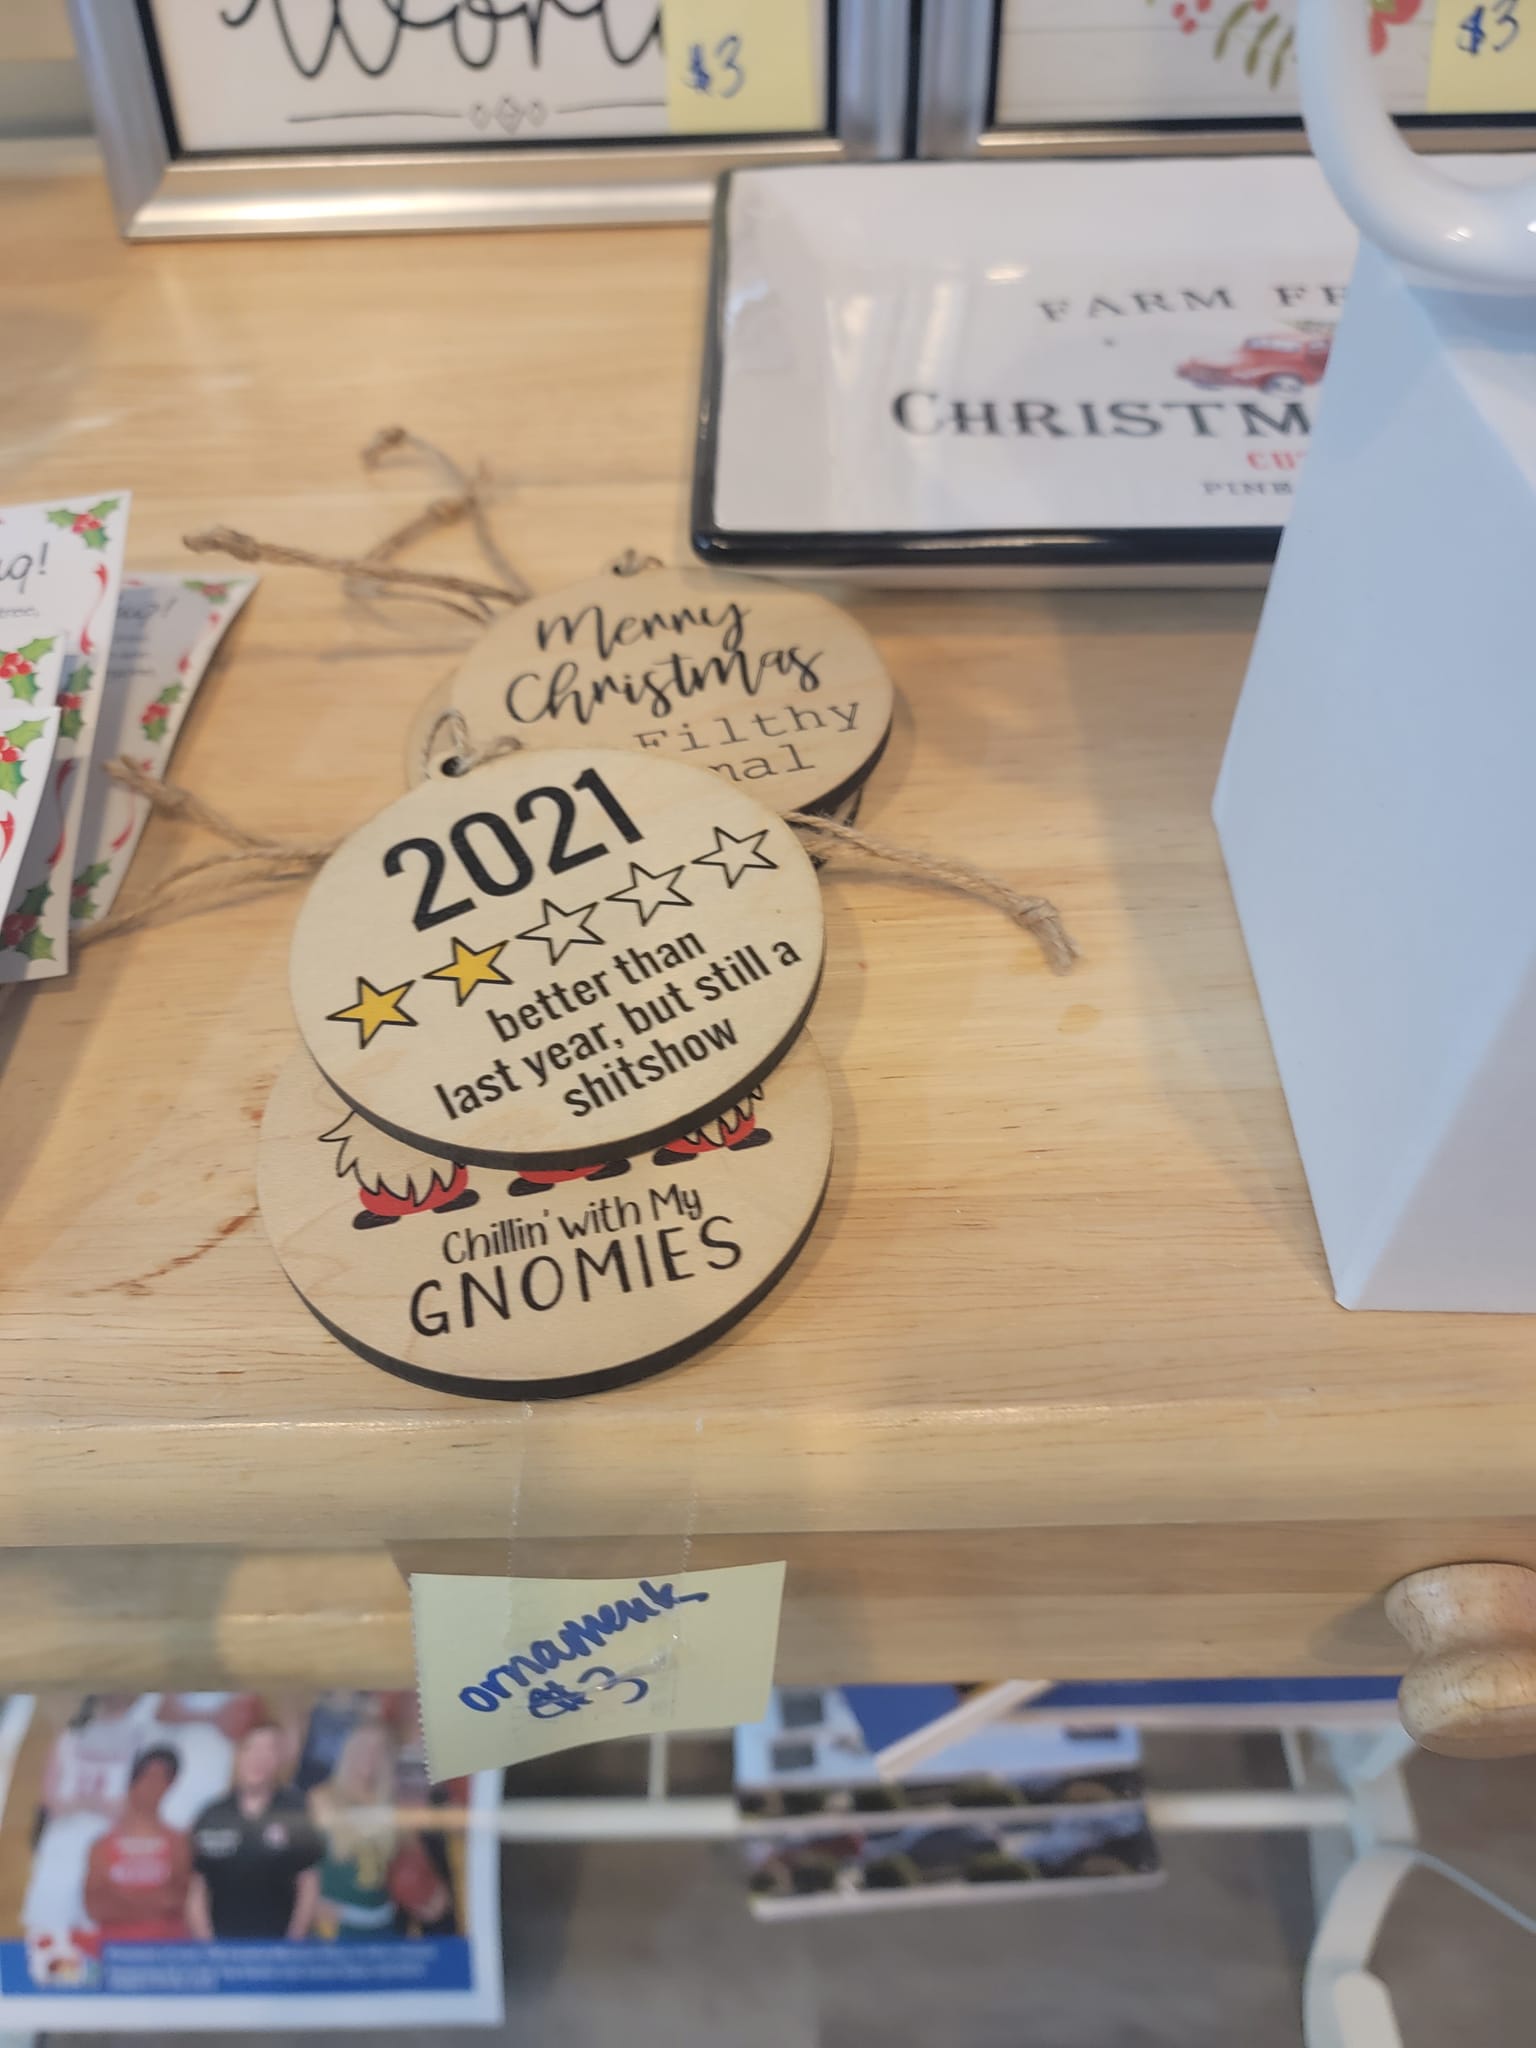 $3
$3
FARM FR
CHRISTM
PINE
Merry
Christmas
Filthy
nal
2021
better than
last year, but still a
shitshow
Chillin' with My
GNOMIES
ornaments
$3